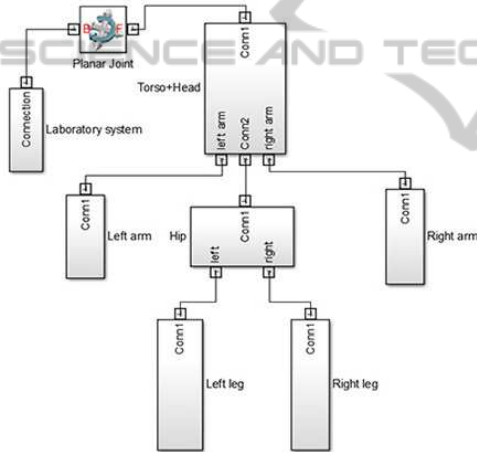 SCIENCE AND TEC
Conn1
B F
Planar Joint
Torso+Head
Connection
Laboratory system
left arm
Conn2
right arm
Conn1
Left arm
Hip
Conn1
left
right
Conn1
Right arm
Conn1
Left leg
Conn1
Right leg